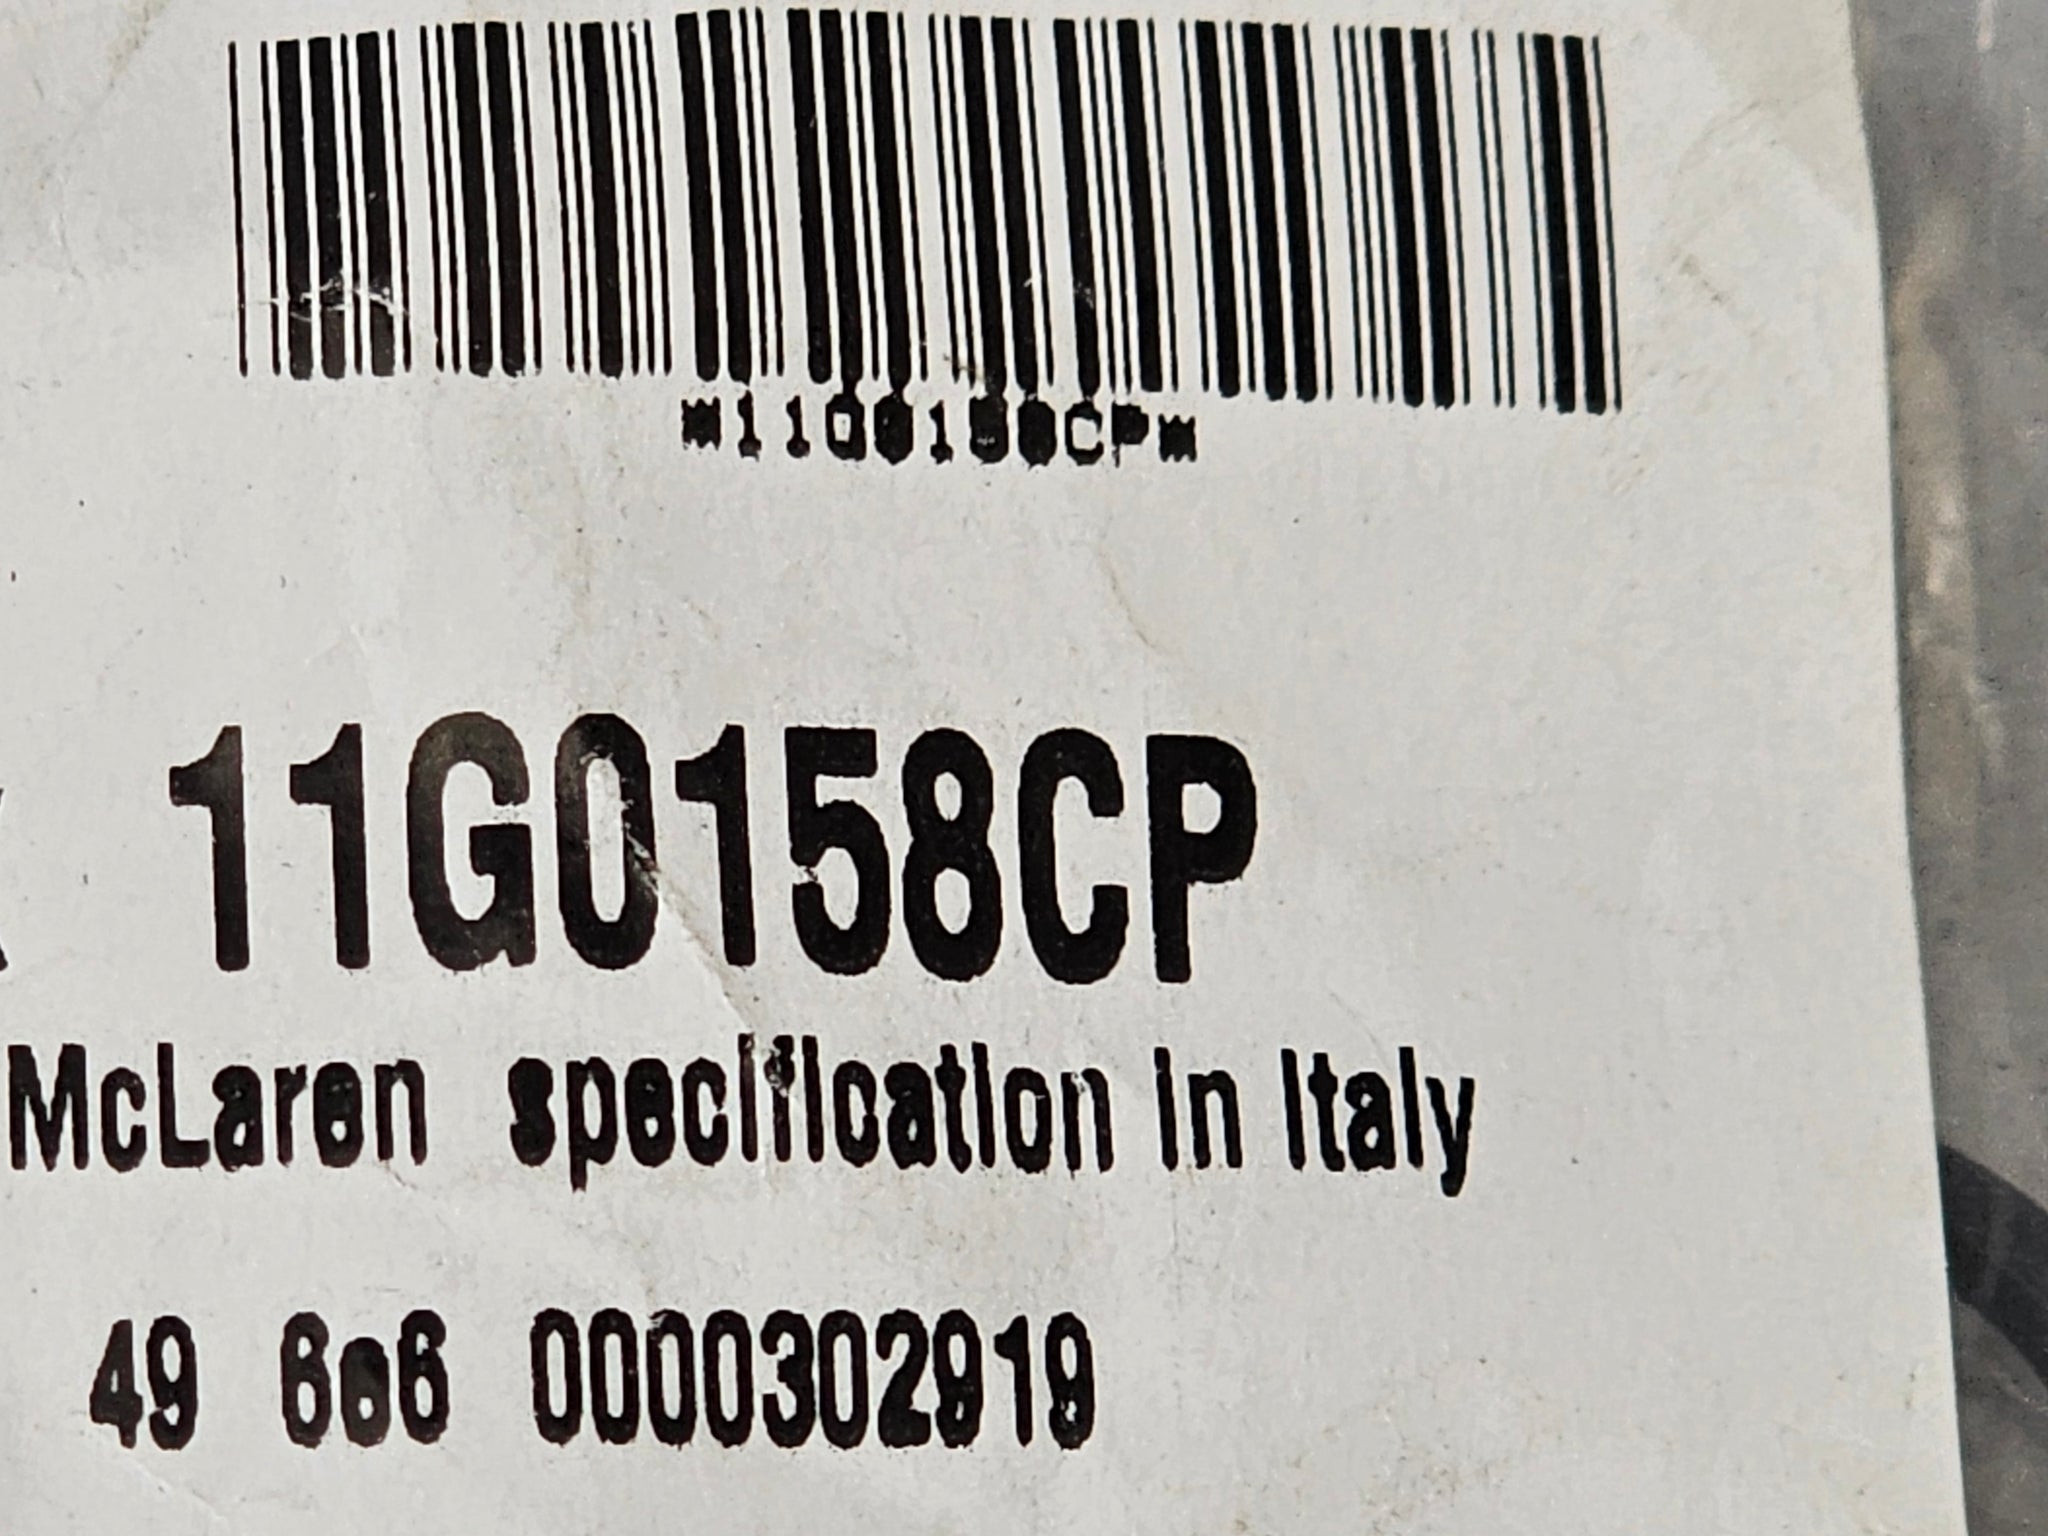 *11G0158CP*
11G0158CP
McLaren specification in Italy
49 6e6 0000302919